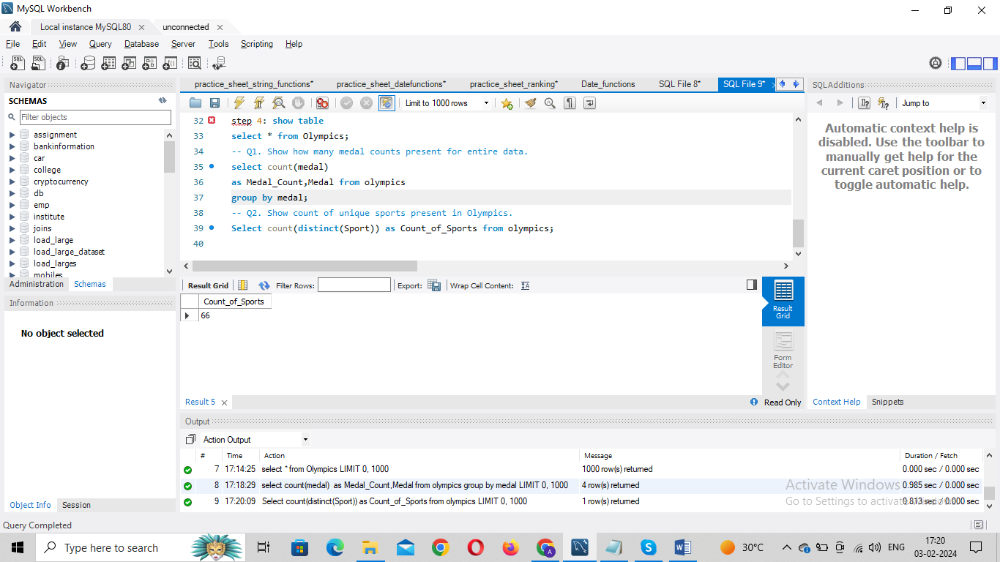 MySQL Workbench
Local instance MySQL80 unconnected
File Edit View Query Database Server Tools Scripting Help
Navigator
SCHEMAS
Filter objects
assignment
bankinformation
car
college
cryptocurrency
db
emp
institute
joins
load_large
load_large_dataset
load_larges
mobiles
Administration Schemas
Information
No object selected
Object Info Session
practice_sheet_string_functions* practice_sheet_datefunctions* practice_sheet_ranking* Date_functions SQL File 8* SQL File 9*
Limit to 1000 rows
32 step 4: show table
33 select * from Olympics;
34 -- Q1. Show how many medal counts present for entire data.
35 select count(medal)
36 as Medal_Count,Medal from olympics
37 group by medal;
38 -- Q2. Show count of unique sports present in Olympics.
39 Select count(distinct(Sport)) as Count_of_Sports from olympics;
40
Result Grid Filter Rows: Export: Wrap Cell Content:
Count_of_Sports
66
Result Grid
Form Editor
Result 5 Read Only
SQLAdditions
Jump to
Automatic context help is
disabled. Use the toolbar to
manually get help for the
current caret position or to
toggle automatic help.
Context Help Snippets
Output
Action Output
# Time Action Message Duration / Fetch
7 17:14:25 select * from Olympics LIMIT 0, 1000 1000 row(s) returned 0.000 sec / 0.000 sec
8 17:18:29 select count(medal) as Medal_Count,Medal from olympics group by medal LIMIT 0, 1000 4 row(s) returned 0.985 sec / 0.000 sec
9 17:20:09 Select count(distinct(Sport)) as Count_of_Sports from olympics LIMIT 0, 1000 1 row(s) returned 0.813 sec / 0.000 sec
Activate Windows
Go to Settings to activate Windows.
Query Completed
Type here to search
30°C ENG 17:20
03-02-2024